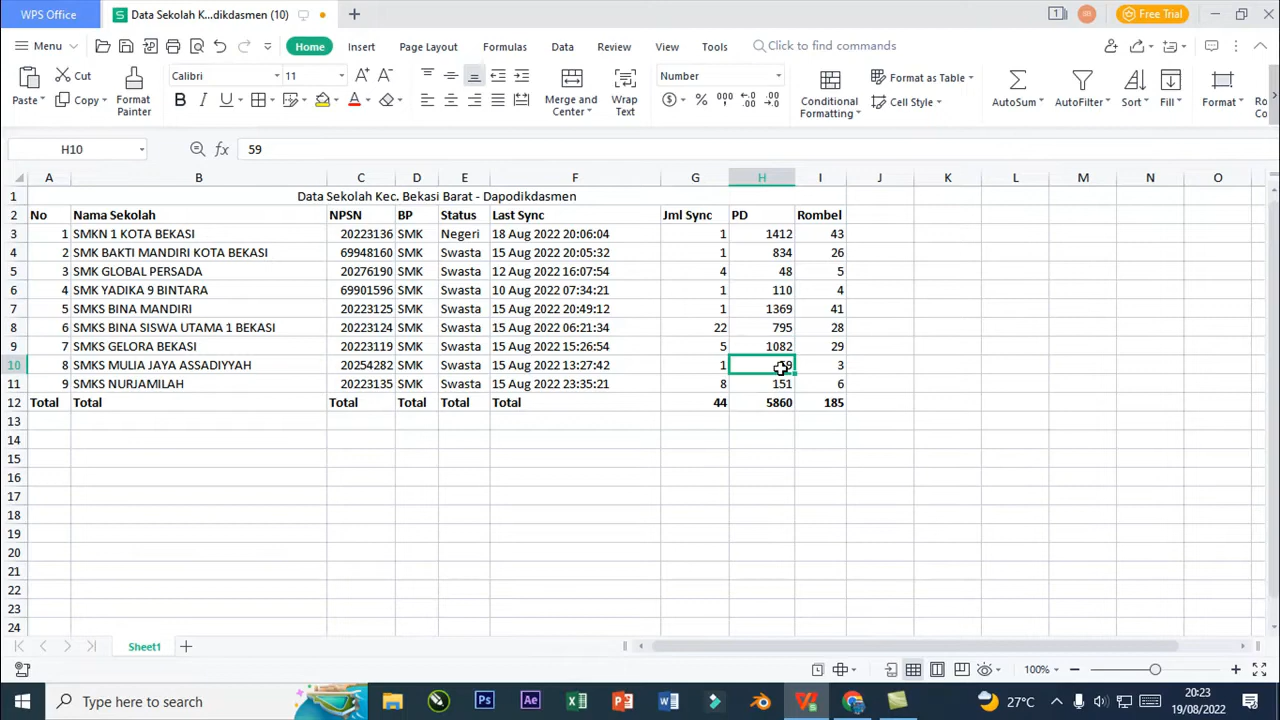 WPS Office
Data Sekolah K...dikdasmen (10)
Free Trial
Menu
Home
Insert
Page Layout
Formulas
Data
Review
View
Tools
Click to find commands
Paste
Cut
Copy
Format Painter
Calibri
11
Merge and Center
Wrap Text
Number
Conditional Formatting
Format as Table
Cell Style
AutoSum
AutoFilter
Sort
Fill
Format
H10
fx
59
A B C D E F G H I J K L M N O
1 Data Sekolah Kec. Bekasi Barat - Dapodikdasmen
2 No Nama Sekolah NPSN BP Status Last Sync Jml Sync PD Rombel
3 1 SMKN 1 KOTA BEKASI 20223136 SMK Negeri 18 Aug 2022 20:06:04 1 1412 43
4 2 SMK BAKTI MANDIRI KOTA BEKASI 69948160 SMK Swasta 15 Aug 2022 20:05:32 1 834 26
5 3 SMK GLOBAL PERSADA 20276190 SMK Swasta 12 Aug 2022 16:07:54 4 48 5
6 4 SMK YADIKA 9 BINTARA 69901596 SMK Swasta 10 Aug 2022 07:34:21 1 110 4
7 5 SMKS BINA MANDIRI 20223125 SMK Swasta 15 Aug 2022 20:49:12 1 1369 41
8 6 SMKS BINA SISWA UTAMA 1 BEKASI 20223124 SMK Swasta 15 Aug 2022 06:21:34 22 795 28
9 7 SMKS GELORA BEKASI 20223119 SMK Swasta 15 Aug 2022 15:26:54 5 1082 29
10 8 SMKS MULIA JAYA ASSADIYYAH 20254282 SMK Swasta 15 Aug 2022 13:27:42 1 59 3
11 9 SMKS NURJAMILAH 20223135 SMK Swasta 15 Aug 2022 23:35:21 8 151 6
12 Total Total Total Total Total Total 44 5860 185
13
14
15
16
17
18
19
20
21
22
23
24
Sheet1
100%
Type here to search
27°C
20:23
19/08/2022